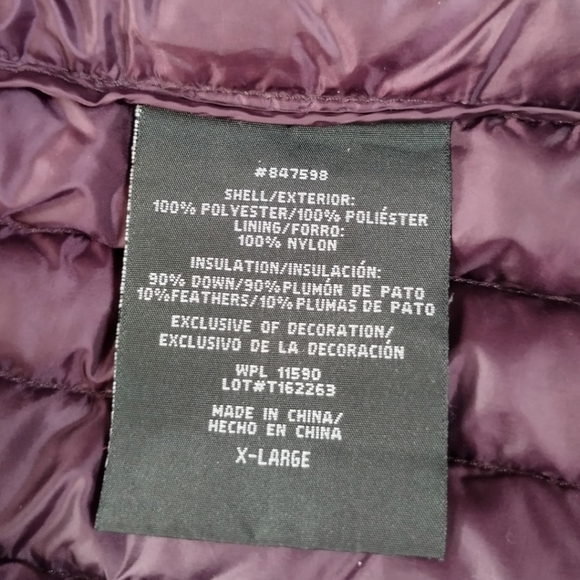 #847598
SHELL/EXTERIOR:
100% POLYESTER/100% POLIÉSTER
LINING/FORRO:
100% NYLON
INSULATION/INSULACIÓN:
90% DOWN/90%PLUMÓN DE PATO
10%FEATHERS/10%PLUMAS DE PATO
EXCLUSIVE OF DECORATION/
EXCLUSIVO DE LA DECORACIÓN
WPL 11590
LOT#T162263
MADE IN CHINA/
HECHO EN CHINA
X-LARGE